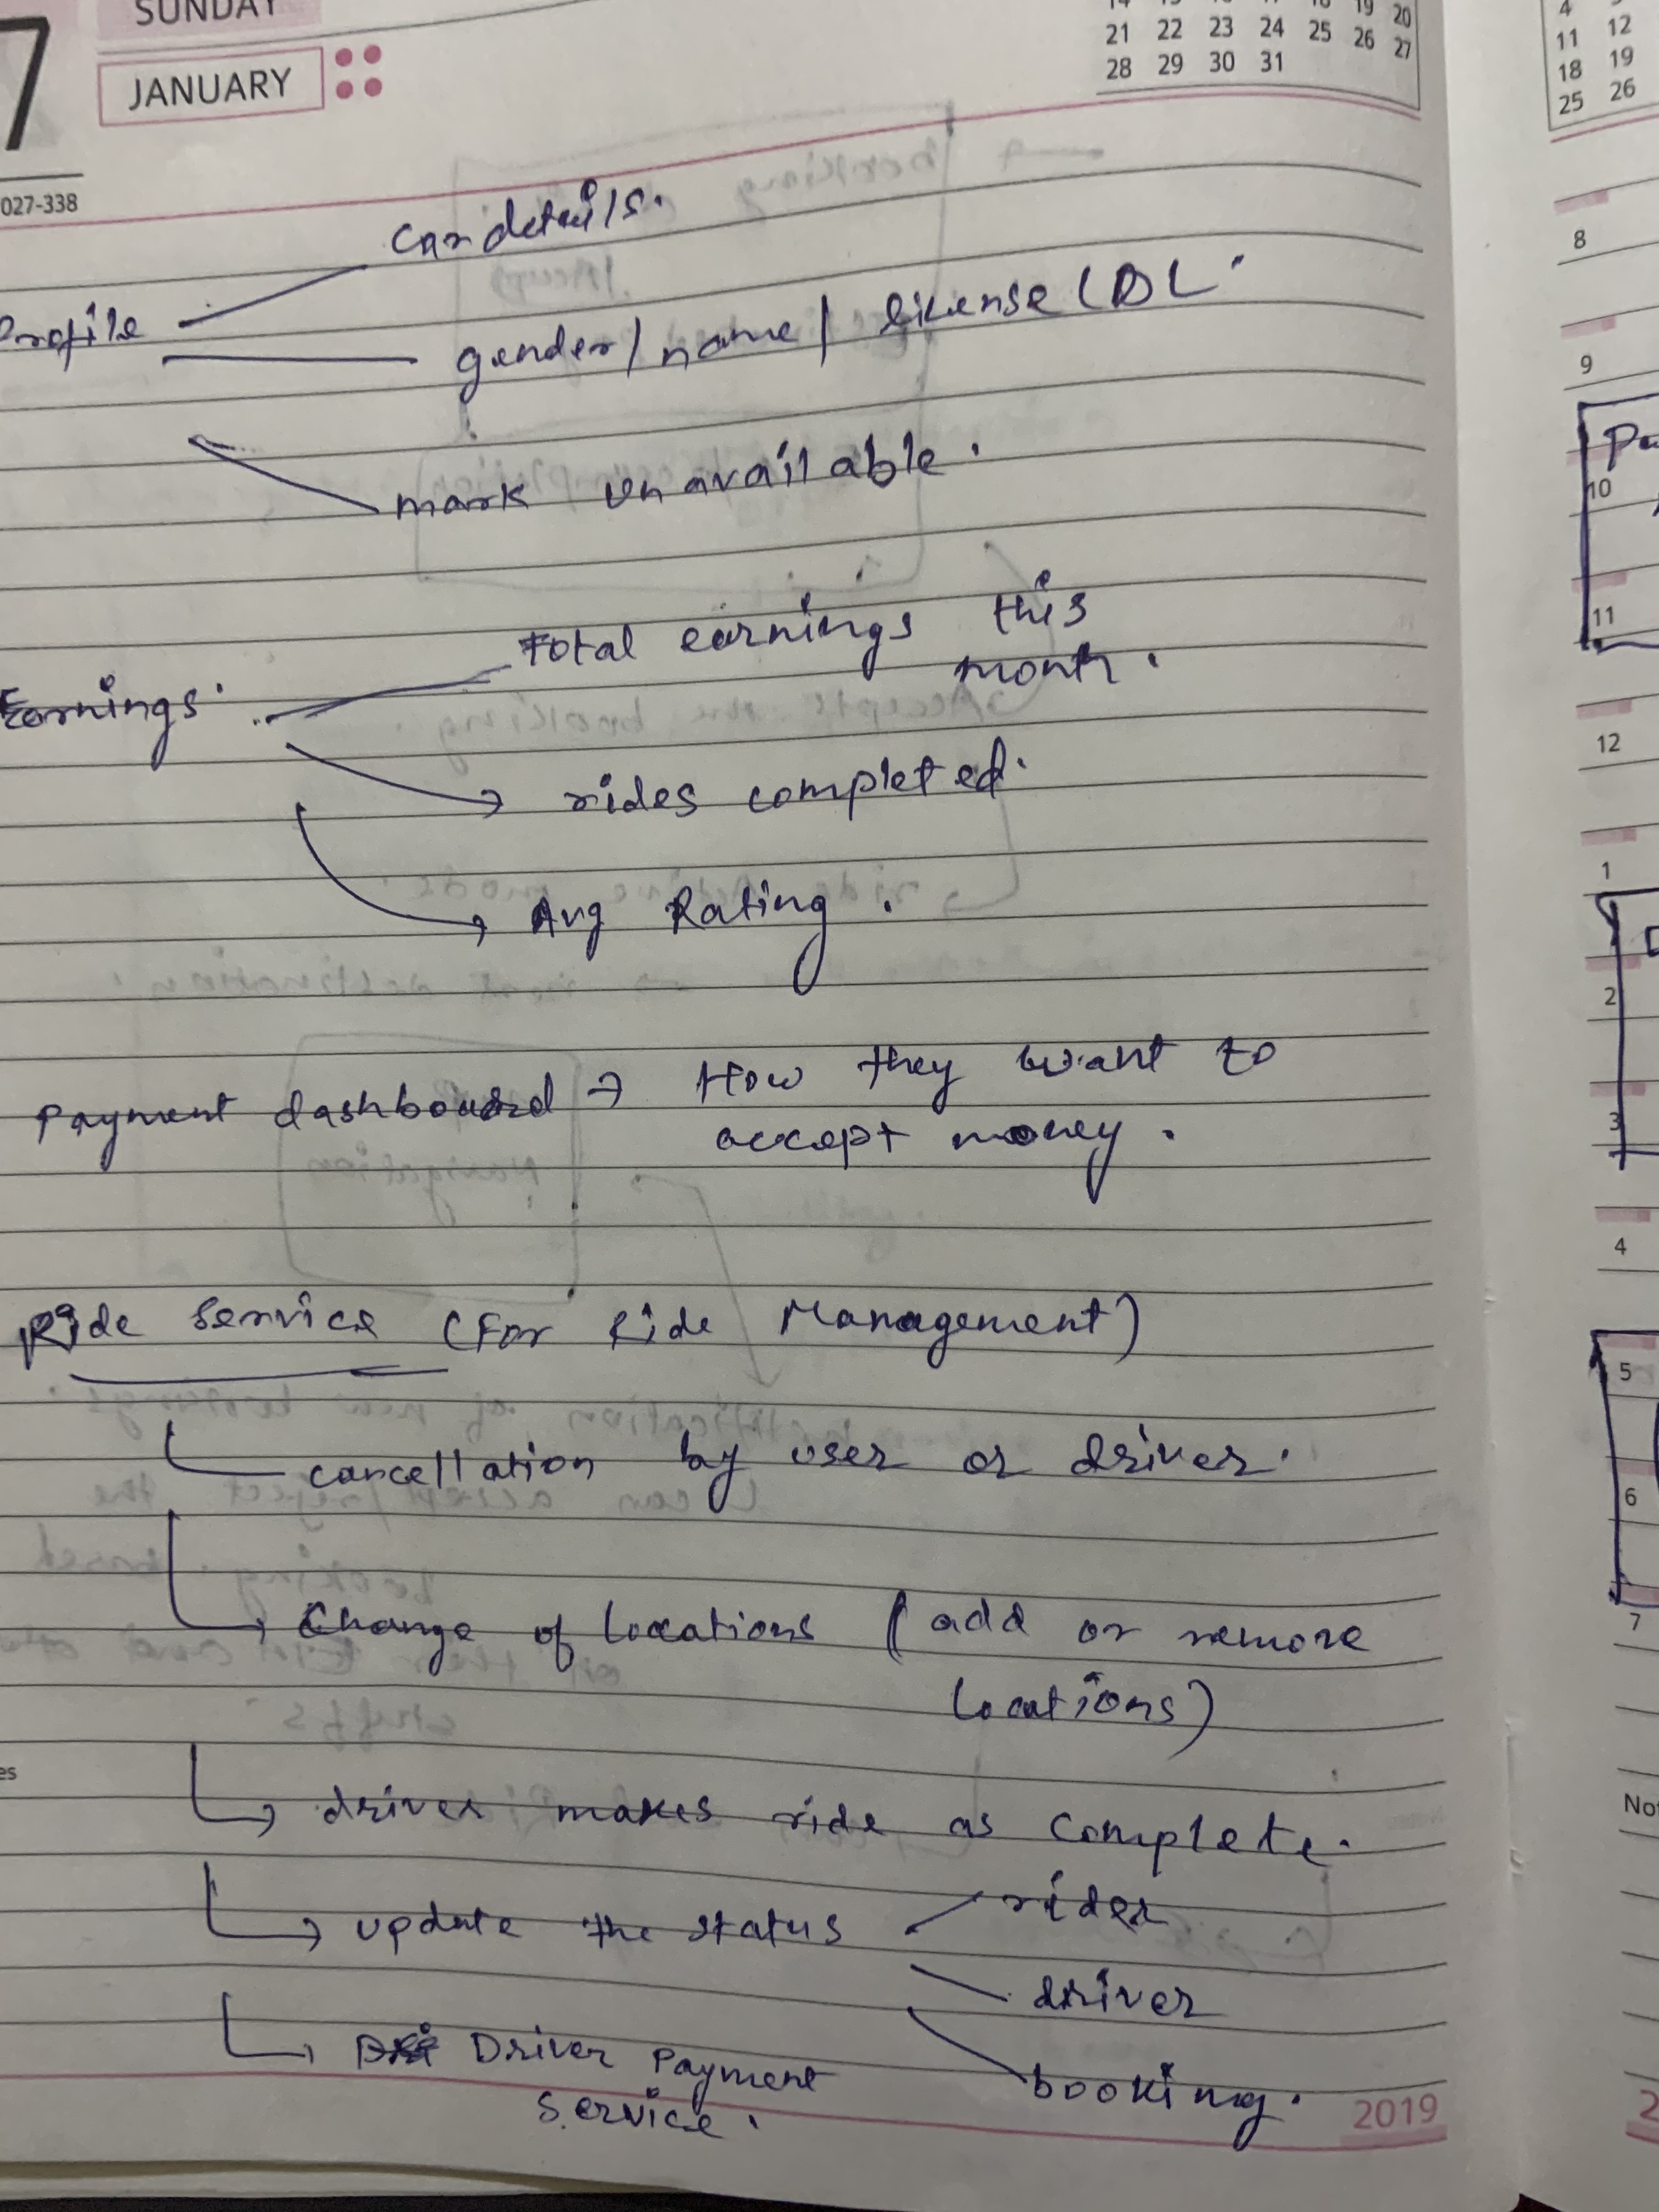 7
SUNDAY
JANUARY
027-338
14 19 20
21 22 23 24 25 26 27
28 29 30 31
4
11 12
18 19
25 26
Car details.
Profile
gender/name/ license (DL.
mark unavailable.
Total earnings this
month.
Earnings.
rides completed.
Avg Rating.
Payment dashboard → How they want to
accept money.
Ride Service (For Ride Management)
cancellation by user or driver.
Change of locations (add or remove
locations)
driver makes ride as complete.
update the status rider
driver
booking.
Driver Payment
Service.
2019
8
9
10
11
12
1
2
3
4
5
6
7